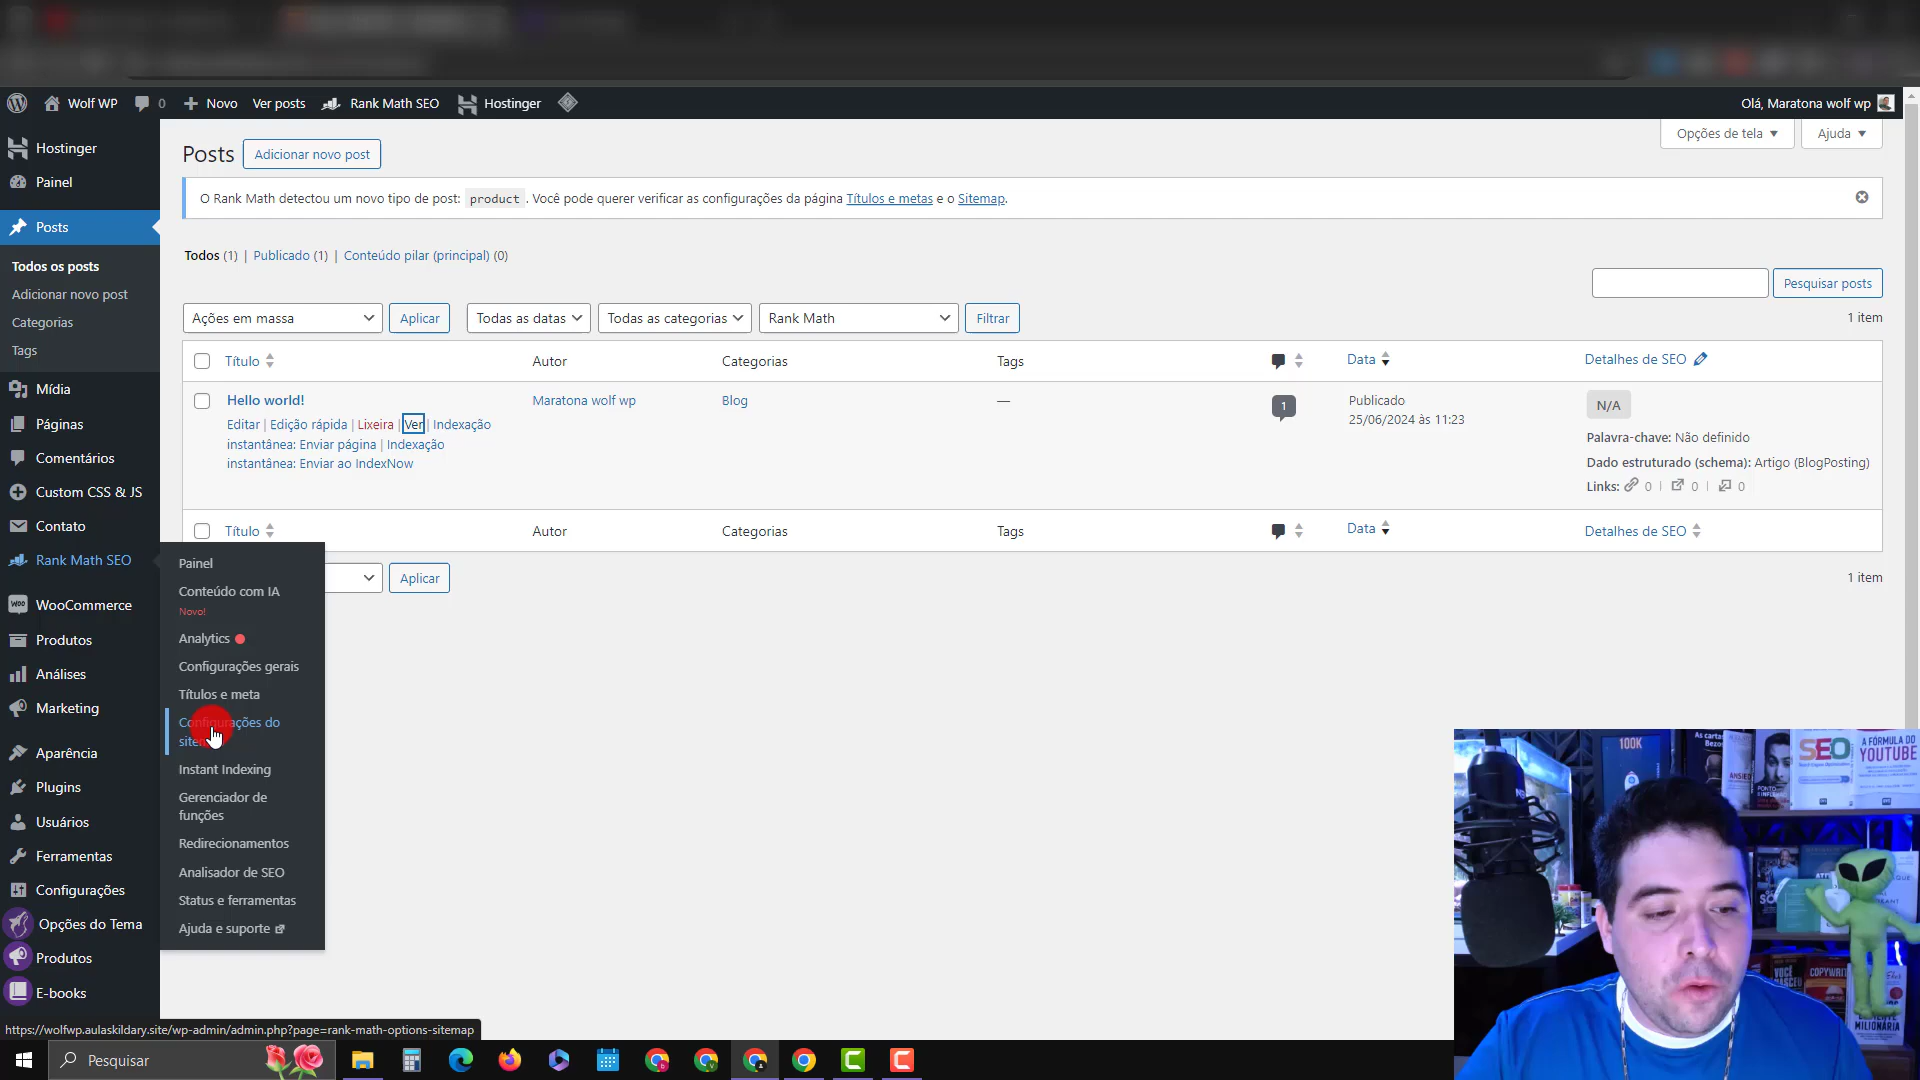 Wolf WP
0
Novo
Ver posts
Rank Math SEO
Hostinger
Olá, Maratona wolf wp
Hostinger
Painel
Posts
Todos os posts
Adicionar novo post
Categorias
Tags
Mídia
Páginas
Comentários
Custom CSS & JS
Contato
Rank Math SEO
WooCommerce
Produtos
Análises
Marketing
Aparência
Plugins
Usuários
Ferramentas
Configurações
Opções do Tema
Produtos
E-books
Opções de tela
Ajuda
Posts
Adicionar novo post
O Rank Math detectou um novo tipo de post: product. Você pode querer verificar as configurações da página Títulos e metas e o Sitemap.
Todos (1) | Publicado (1) | Conteúdo pilar (principal) (0)
Pesquisar posts
Ações em massa
Aplicar
Todas as datas
Todas as categorias
Rank Math
Filtrar
1 item
Título
Autor
Categorias
Tags
Data
Detalhes de SEO
Hello world!
Editar | Edição rápida | Lixeira | Ver | Indexação
instantânea: Enviar página | Indexação
instantânea: Enviar ao IndexNow
Maratona wolf wp
Blog
—
1
Publicado
25/06/2024 às 11:23
N/A
Palavra-chave: Não definido
Dado estruturado (schema): Artigo (BlogPosting)
Links: 0 | 0 | 0
Título
Autor
Categorias
Tags
Data
Detalhes de SEO
Aplicar
1 item
Painel
Conteúdo com IA
Novo!
Analytics
Configurações gerais
Títulos e meta
Configurações do
Instant Indexing
Gerenciador de
funções
Redirecionamentos
Analisador de SEO
Status e ferramentas
Ajuda e suporte
https://wolfwp.aulaskildary.site/wp-admin/admin.php?page=rank-math-options-sitemap
Pesquisar
100K
SEO
A FÓRMULA DO
YOUTUBE
COPYWRIT
MILIONÁRIA